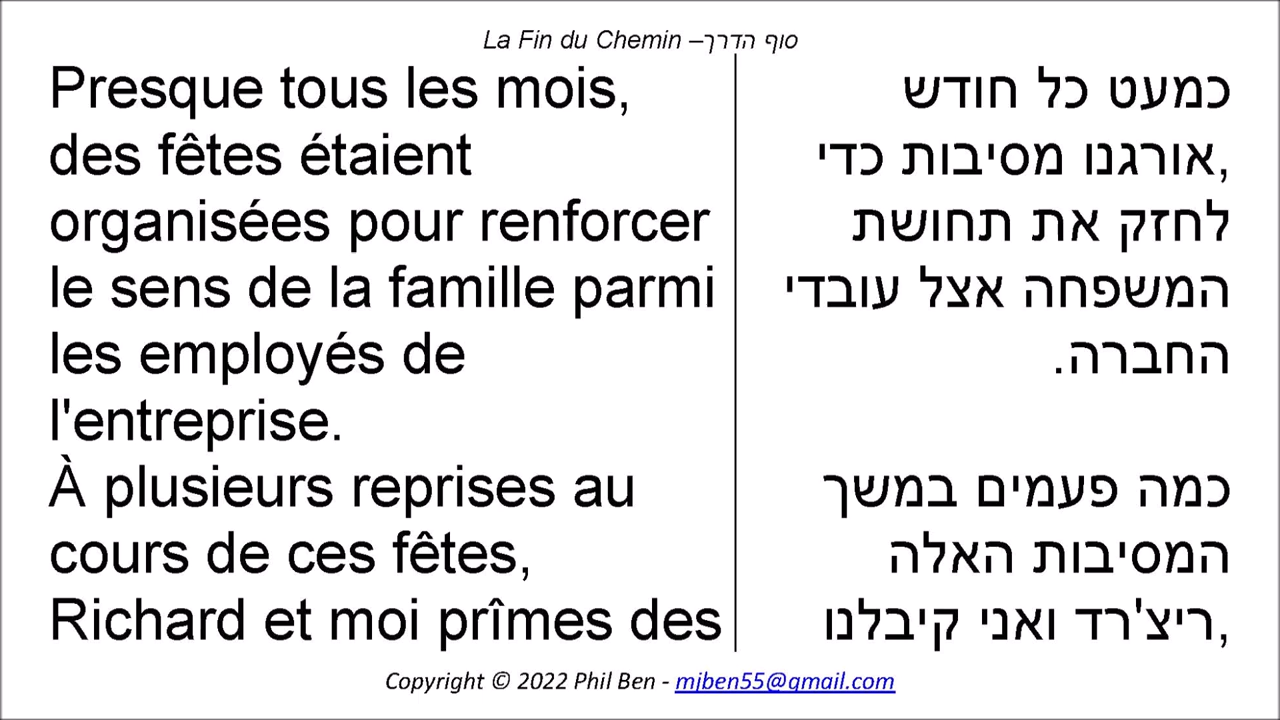 La Fin du Chemin –סוף הדרך
Presque tous les mois,
des fêtes étaient
organisées pour renforcer
le sens de la famille parmi
les employés de
l'entreprise.
À plusieurs reprises au
cours de ces fêtes,
Richard et moi prîmes des
כמעט כל חודש
,אורגנו מסיבות כדי
לחזק את תחושת
המשפחה אצל עובדי
החברה.
כמה פעמים במשך
המסיבות האלה
,ריצ'רד ואני קיבלנו
Copyright © 2022 Phil Ben - mjben55@gmail.com